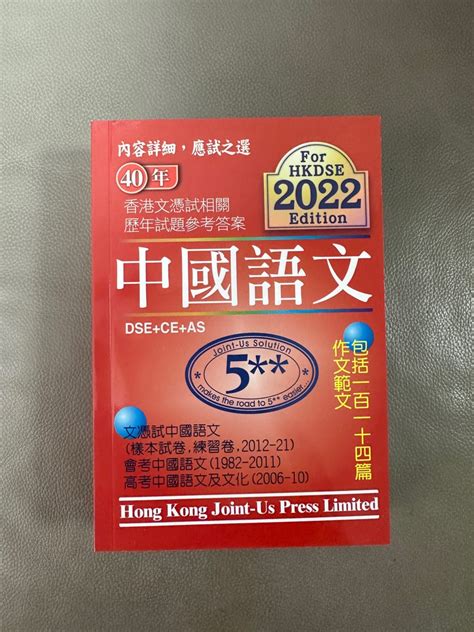 內容詳細，應試之選
40年
香港文憑試相關
歷年試題參考答案
For
HKDSE
2022
Edition
中國語文
DSE+CE+AS
Joint-Us Solution
5**
makes the road to 5** easier...
包括一百一十四篇
作文範文
文憑試中國語文
(樣本試卷,練習卷,2012-21)
會考中國語文(1982-2011)
高考中國語文及文化(2006-10)
Hong Kong Joint-Us Press Limited